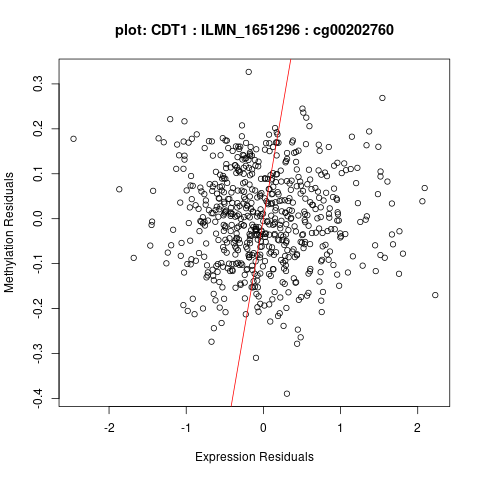 plot: CDT1 : ILMN_1651296 : cg00202760
Methylation Residuals
0.3
0.2
0.1
0.0
-0.1
-0.2
-0.3
-0.4
-2 -1 0 1 2
Expression Residuals